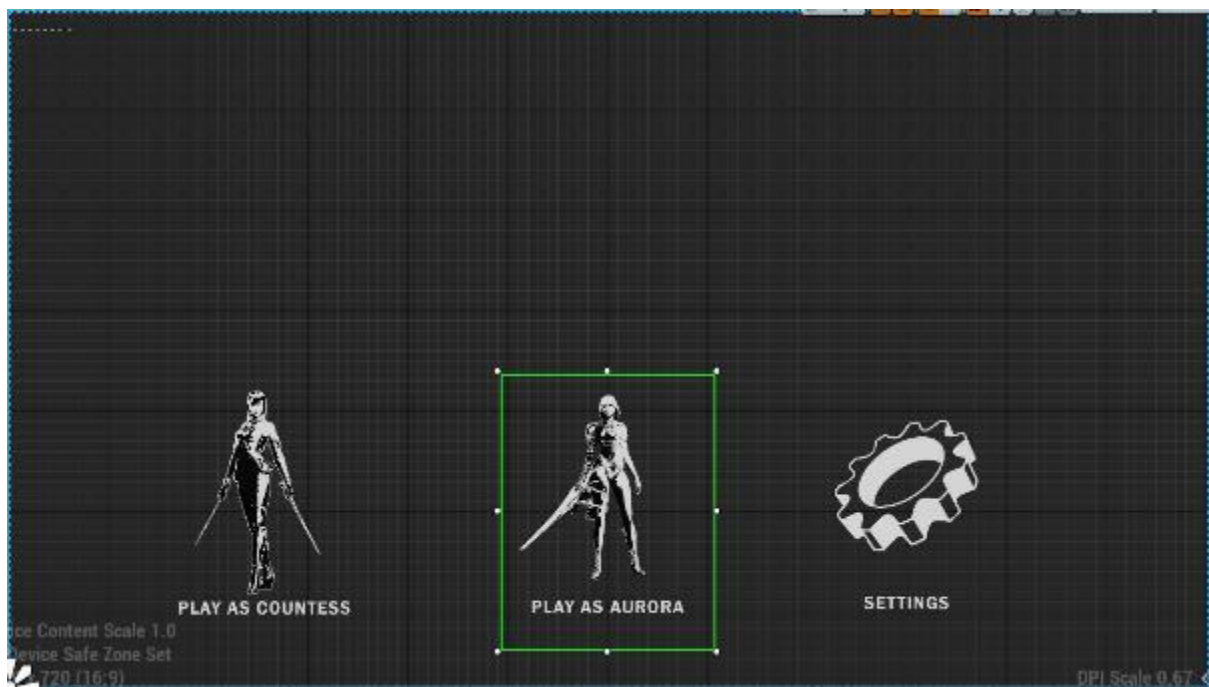 PLAY AS COUNTESS
PLAY AS AURORA
SETTINGS
Content Scale 1.0
Device Safe Zone Set
720 (16:9)
DPI Scale 0.67